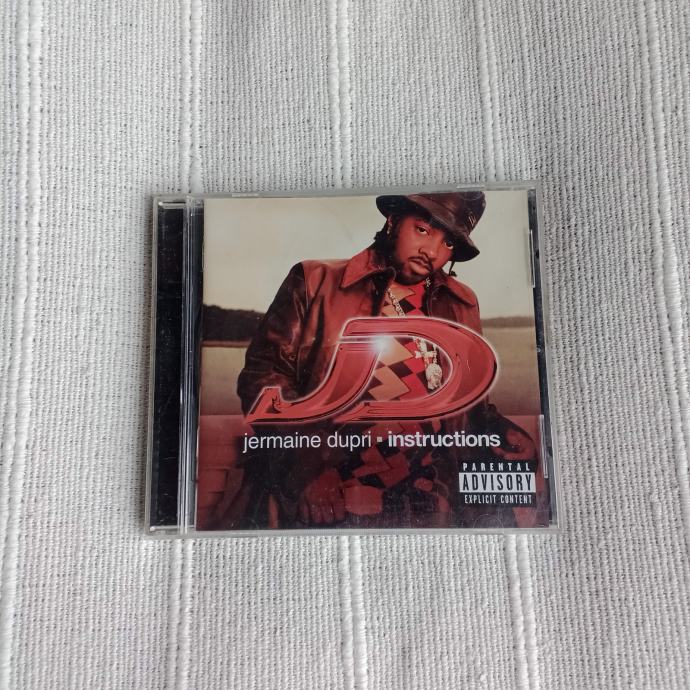 JD
jermaine dupri ▪ instructions
PARENTAL
ADVISORY
EXPLICIT CONTENT